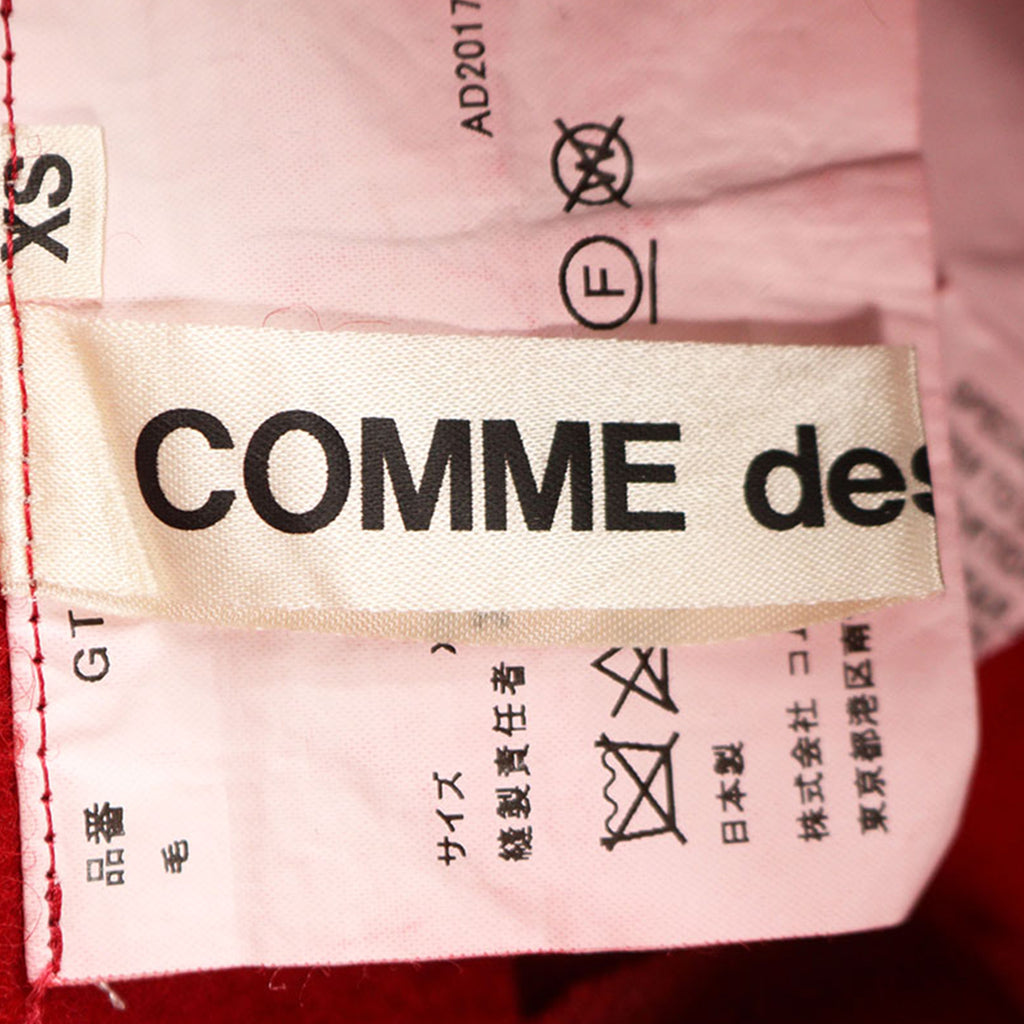 COMME des
XS
品番 GT
毛
サイズ
縫製責任者
AD2017
W
F
日本製
株式会社 コム
東京都港区南